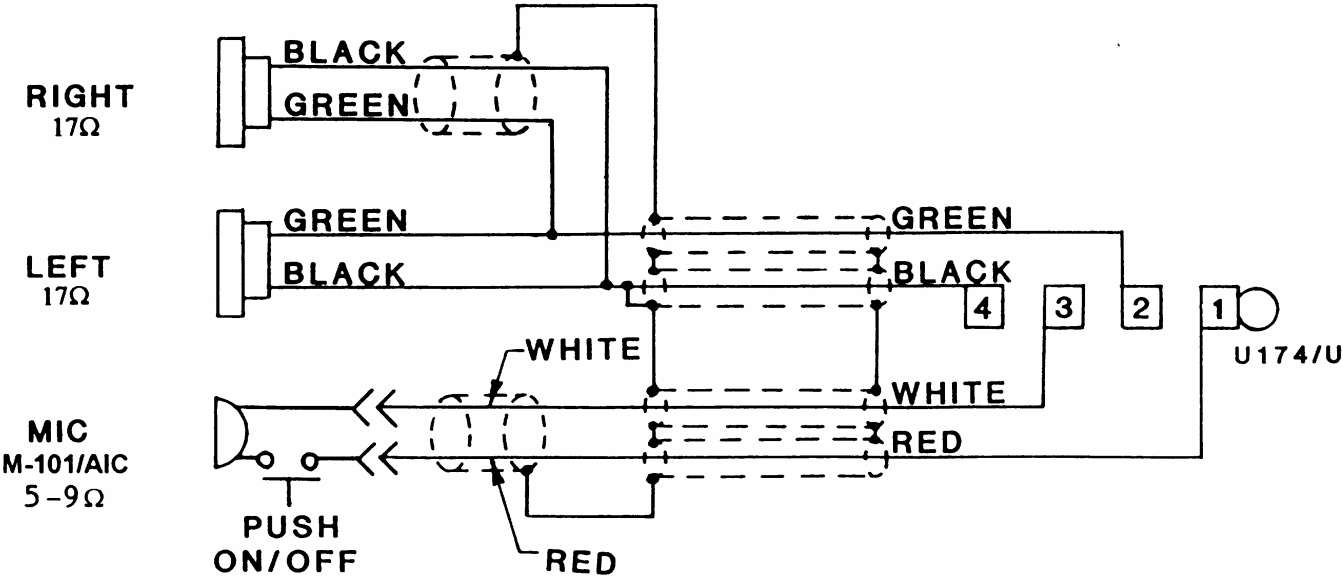 BLACK
RIGHT
17Ω
GREEN
GREEN
GREEN
LEFT
17Ω
BLACK
BLACK
4
3
2
1
U174/U
WHITE
WHITE
MIC
M-101/AIC
5-9Ω
RED
PUSH
ON/OFF
RED